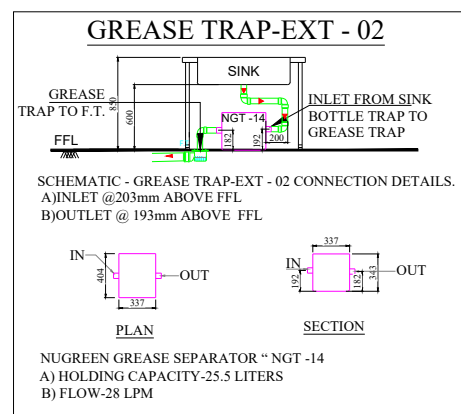 GREASE TRAP-EXT - 02
SINK
GREASE
TRAP TO F.T.
850
600
NGT -14
INLET FROM SINK
BOTTLE TRAP TO
GREASE TRAP
FFL
182
192
200
SCHEMATIC - GREASE TRAP-EXT - 02 CONNECTION DETAILS.
A)INLET @203mm ABOVE FFL
B)OUTLET @ 193mm ABOVE FFL
IN
OUT
404
337
PLAN
337
IN
OUT
192
182
343
SECTION
NUGREEN GREASE SEPARATOR “ NGT -14
A) HOLDING CAPACITY-25.5 LITERS
B) FLOW-28 LPM